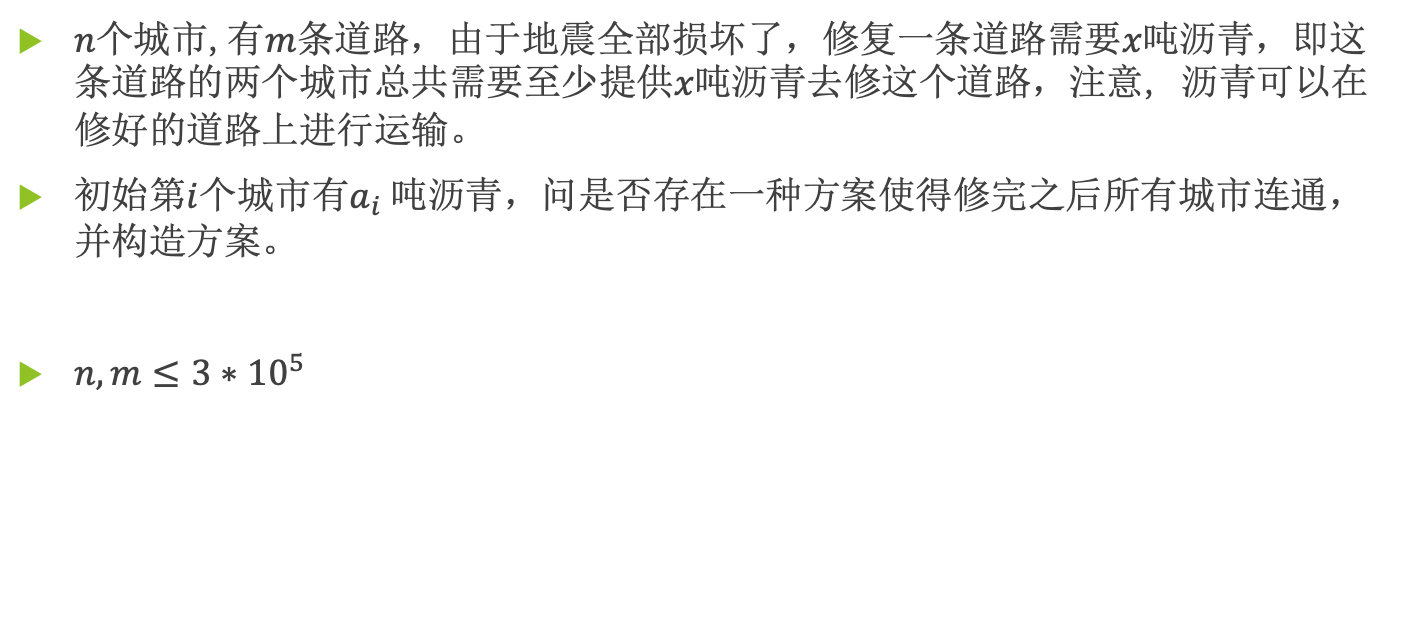 n个城市, 有m条道路，由于地震全部损坏了，修复一条道路需要x吨沥青，即这
条道路的两个城市总共需要至少提供x吨沥青去修这个道路，注意，沥青可以在
修好的道路上进行运输。
初始第i个城市有aᵢ 吨沥青，问是否存在一种方案使得修完之后所有城市连通，
并构造方案。
n, m ≤ 3 * 10⁵